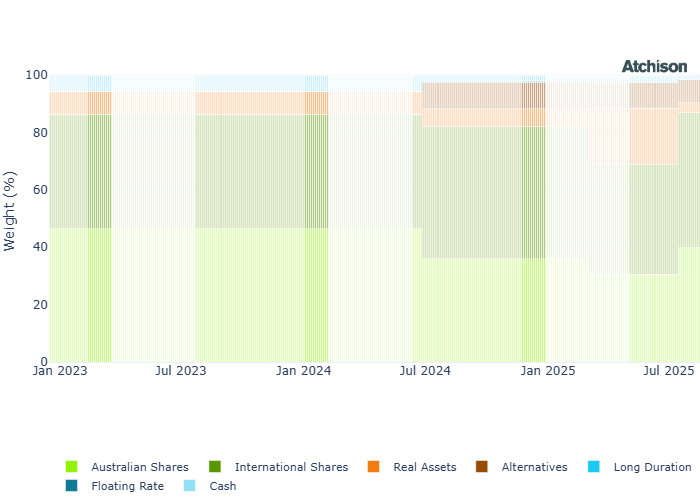 Atchison
100
80
60
40
20
0
Weight (%)
Jan 2023 Jul 2023 Jan 2024 Jul 2024 Jan 2025 Jul 2025
Australian Shares International Shares Real Assets Alternatives Long Duration
Floating Rate Cash